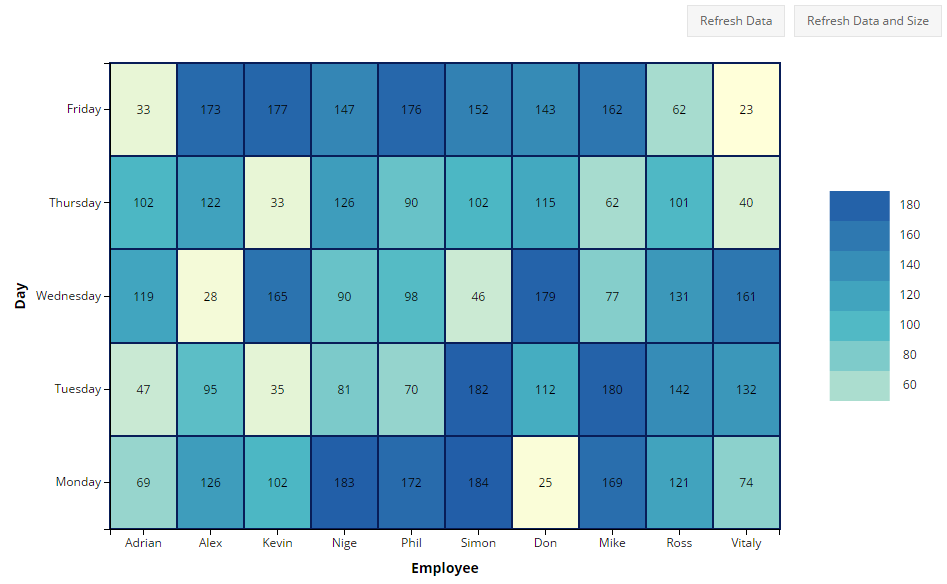 Refresh Data Refresh Data and Size
Friday 33 173 177 147 176 152 143 162 62 23
Thursday 102 122 33 126 90 102 115 62 101 40
Wednesday 119 28 165 90 98 46 179 77 131 161
Tuesday 47 95 35 81 70 182 112 180 142 132
Monday 69 126 102 183 172 184 25 169 121 74
Adrian Alex Kevin Nige Phil Simon Don Mike Ross Vitaly
Employee
Day
180
160
140
120
100
80
60